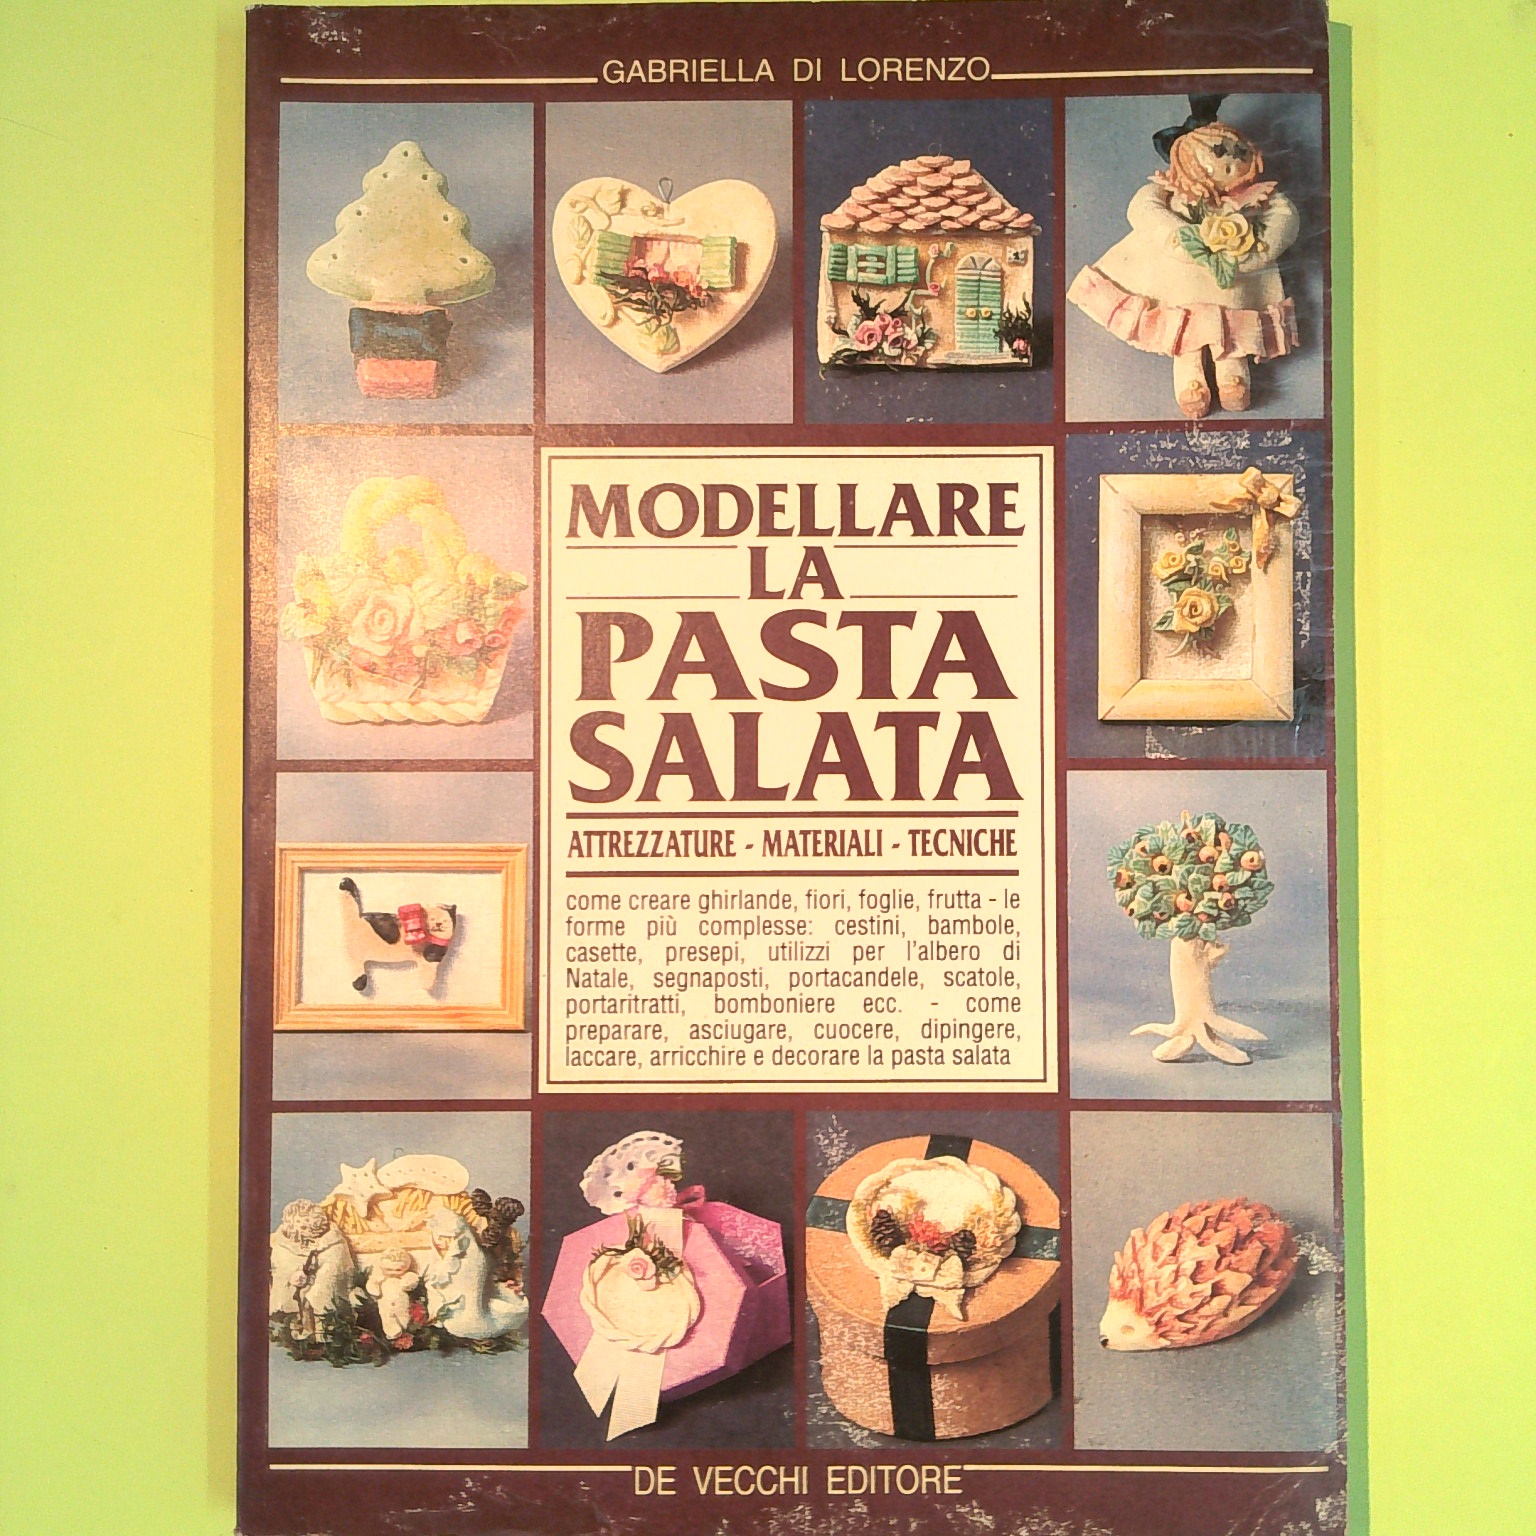 GABRIELLA DI LORENZO
MODELLARE
LA
PASTA
SALATA
ATTREZZATURE - MATERIALI - TECNICHE
come creare ghirlande, fiori, foglie, frutta - le
forme più complesse: cestini, bambole,
casette, presepi, utilizzi per l'albero di
Natale, segnaposti, portacandele, scatole,
portaritratti, bomboniere ecc. - come
preparare, asciugare, cuocere, dipingere,
laccare, arricchire e decorare la pasta salata
DE VECCHI EDITORE